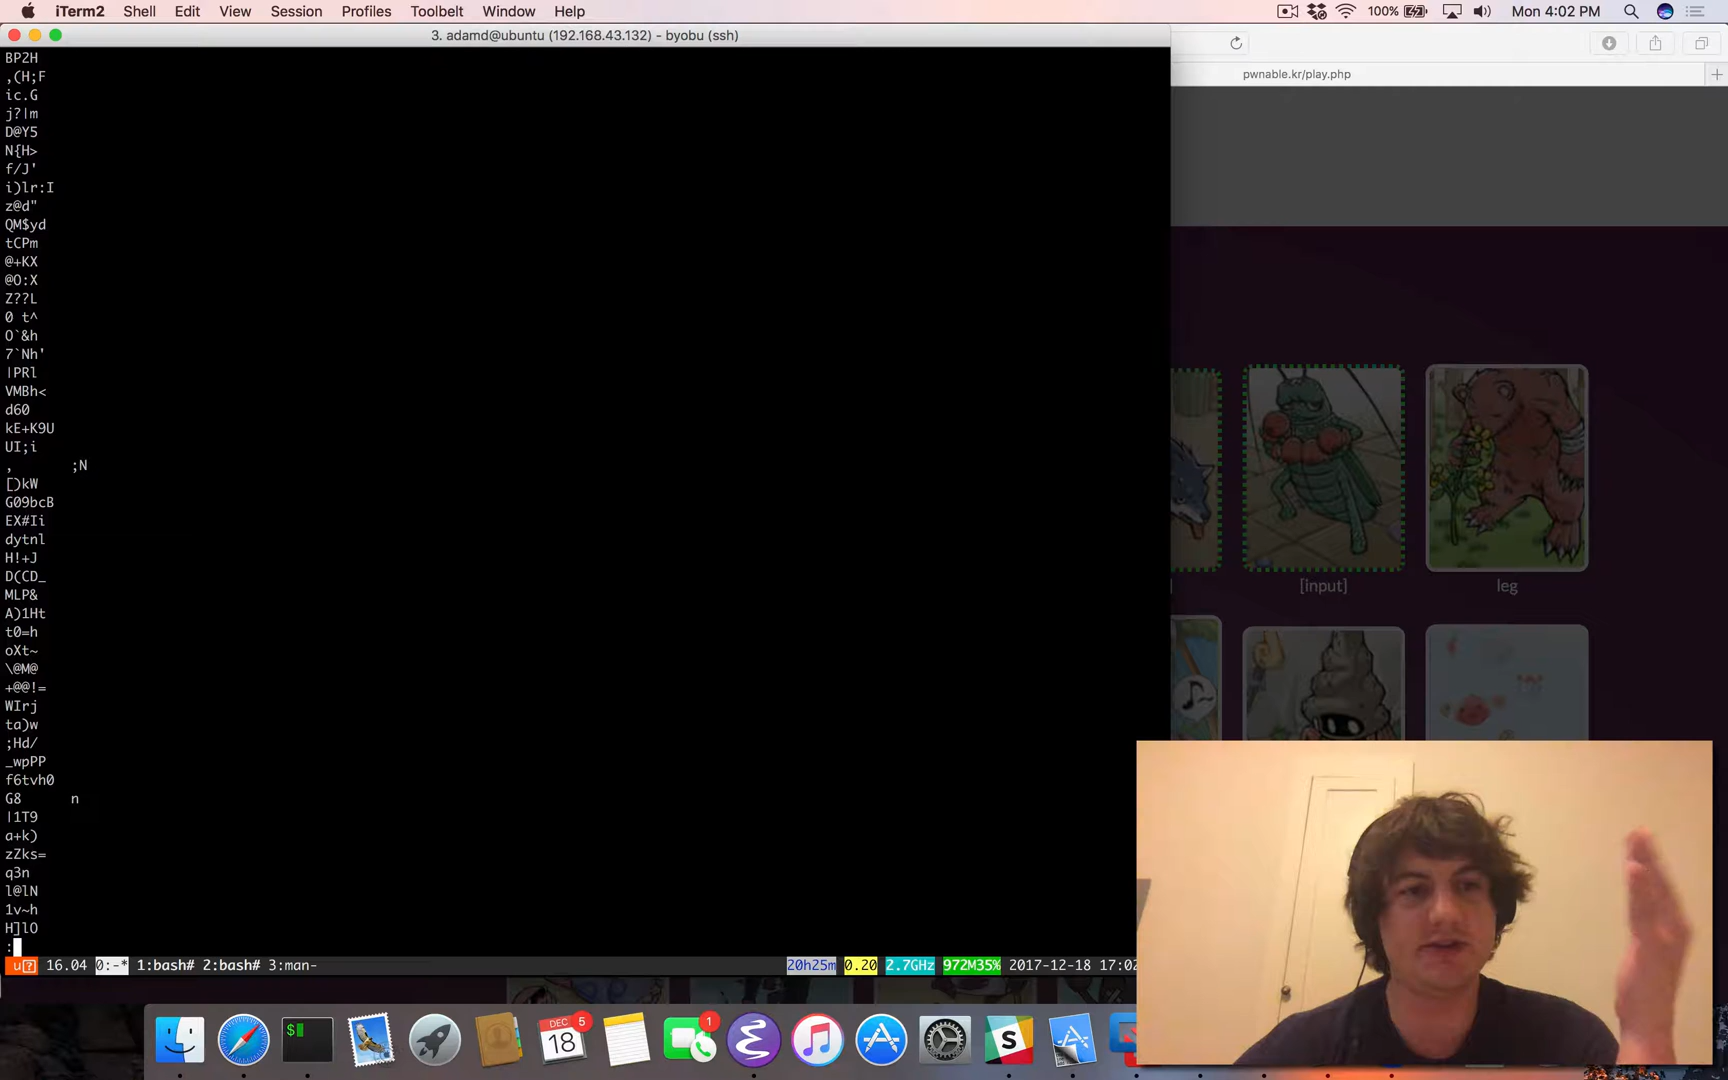 iTerm2 Shell Edit View Session Profiles Toolbelt Window Help 100% Mon 4:02 PM
3. adamd@ubuntu (192.168.43.132) - byobu (ssh)
pwnable.kr/play.php
BP2H
,(H;F
ic.G
j?|m
D@Y5
N{H>
f/J'
i)lr:I
z@d"
QM$yd
tCPm
@+KX
@O:X
Z??L
0 t^
O`&h
7`Nh'
|PRl
VMBh<
d60
kE+K9U
UI;i
, ;N
[)kW
G09bcB
EX#Ii
dytnl
H!+J
D(CD_
MLP&
A)1Ht
t0=h
oXt~
\@M@
+@@!=
WIrj
ta)w
;Hd/
_wpPP
f6tvh0
G8 n
|1T9
a+k)
zZks=
q3n
l@lN
1v~h
H]lO
:
[input]
leg
u? 16.04 0:-* 1:bash# 2:bash# 3:man- 20h25m 0.20 2.7GHz 972M35% 2017-12-18 17:02
$
DEC
18
5
1
S